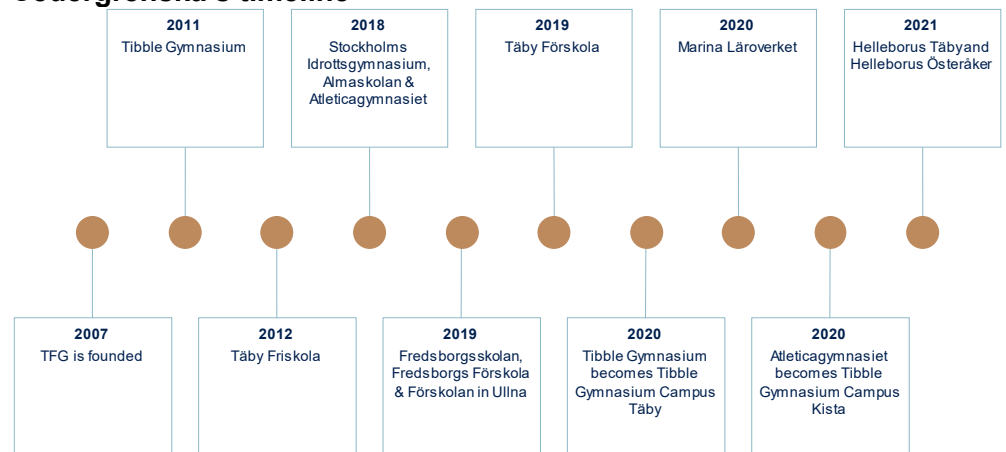 2011
Tibble Gymnasium
2018
Stockholms
Idrottsgymnasium,
Almaskolan &
Atleticagymnasiet
2019
Täby Förskola
2020
Marina Läroverket
2021
Helleborus Täbyand
Helleborus Österåker
2007
TFG is founded
2012
Täby Friskola
2019
Fredsborgsskolan,
Fredsborgs Förskola
& Förskolan in Ullna
2020
Tibble Gymnasium
becomes Tibble
Gymnasium Campus
Täby
2020
Atleticagymnasiet
becomes Tibble
Gymnasium Campus
Kista